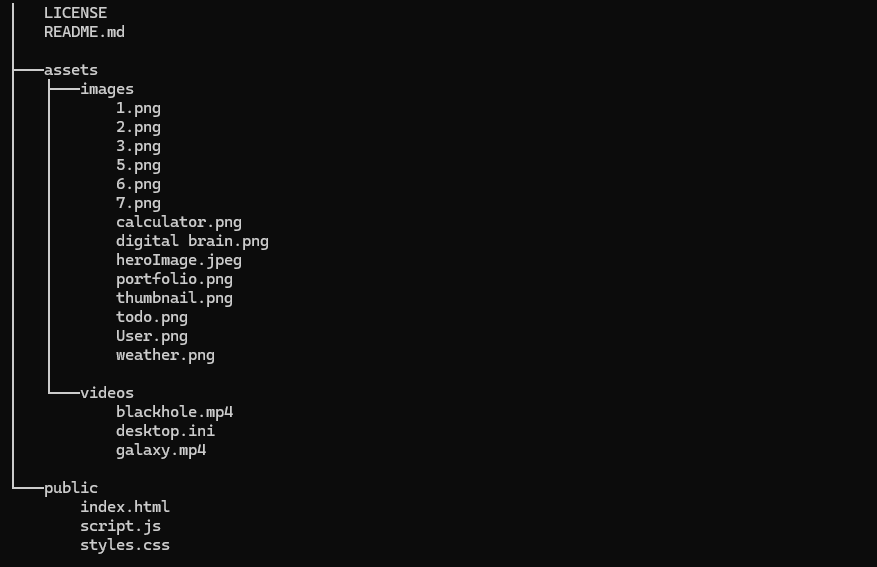 LICENSE
README.md
assets
images
1.png
2.png
3.png
5.png
6.png
7.png
calculator.png
digital brain.png
heroImage.jpeg
portfolio.png
thumbnail.png
todo.png
User.png
weather.png
videos
blackhole.mp4
desktop.ini
galaxy.mp4
public
index.html
script.js
styles.css